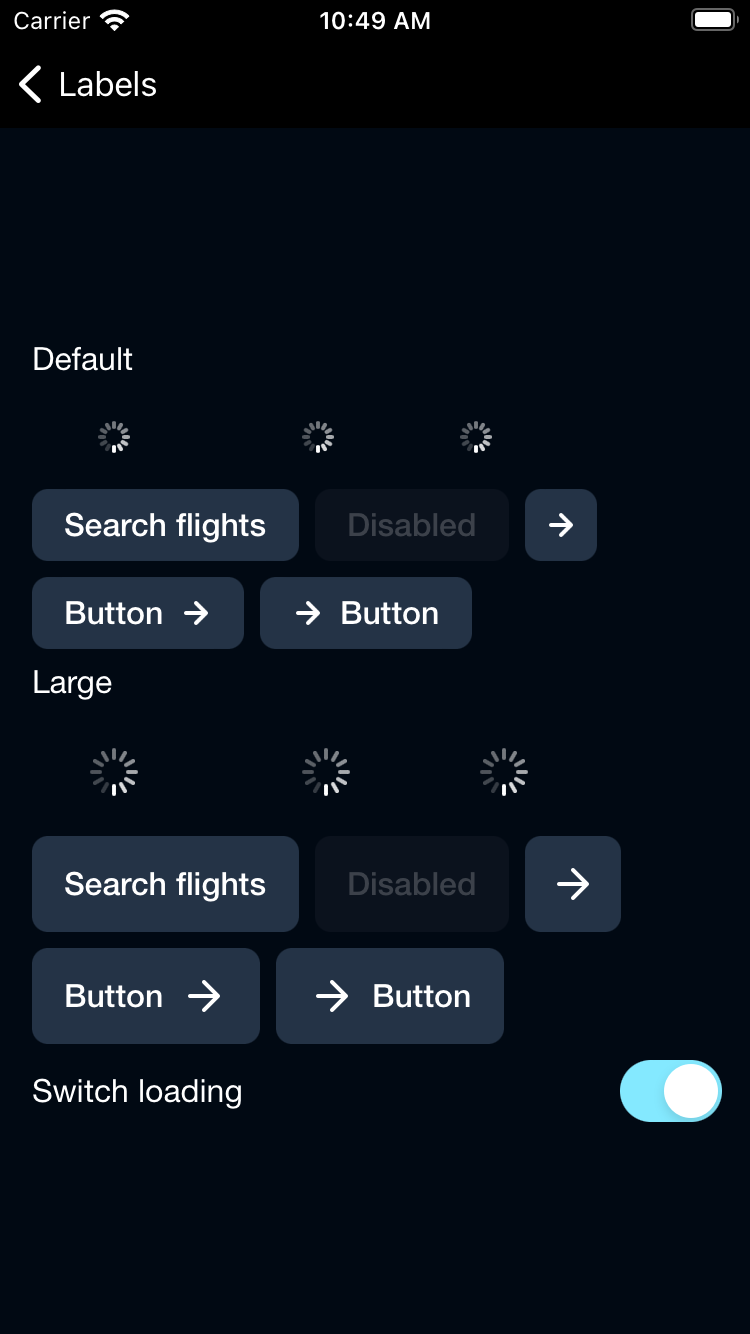 Carrier 10:49 AM
Labels
Default
Search flights Disabled
Button Button
Large
Search flights Disabled
Button Button
Switch loading